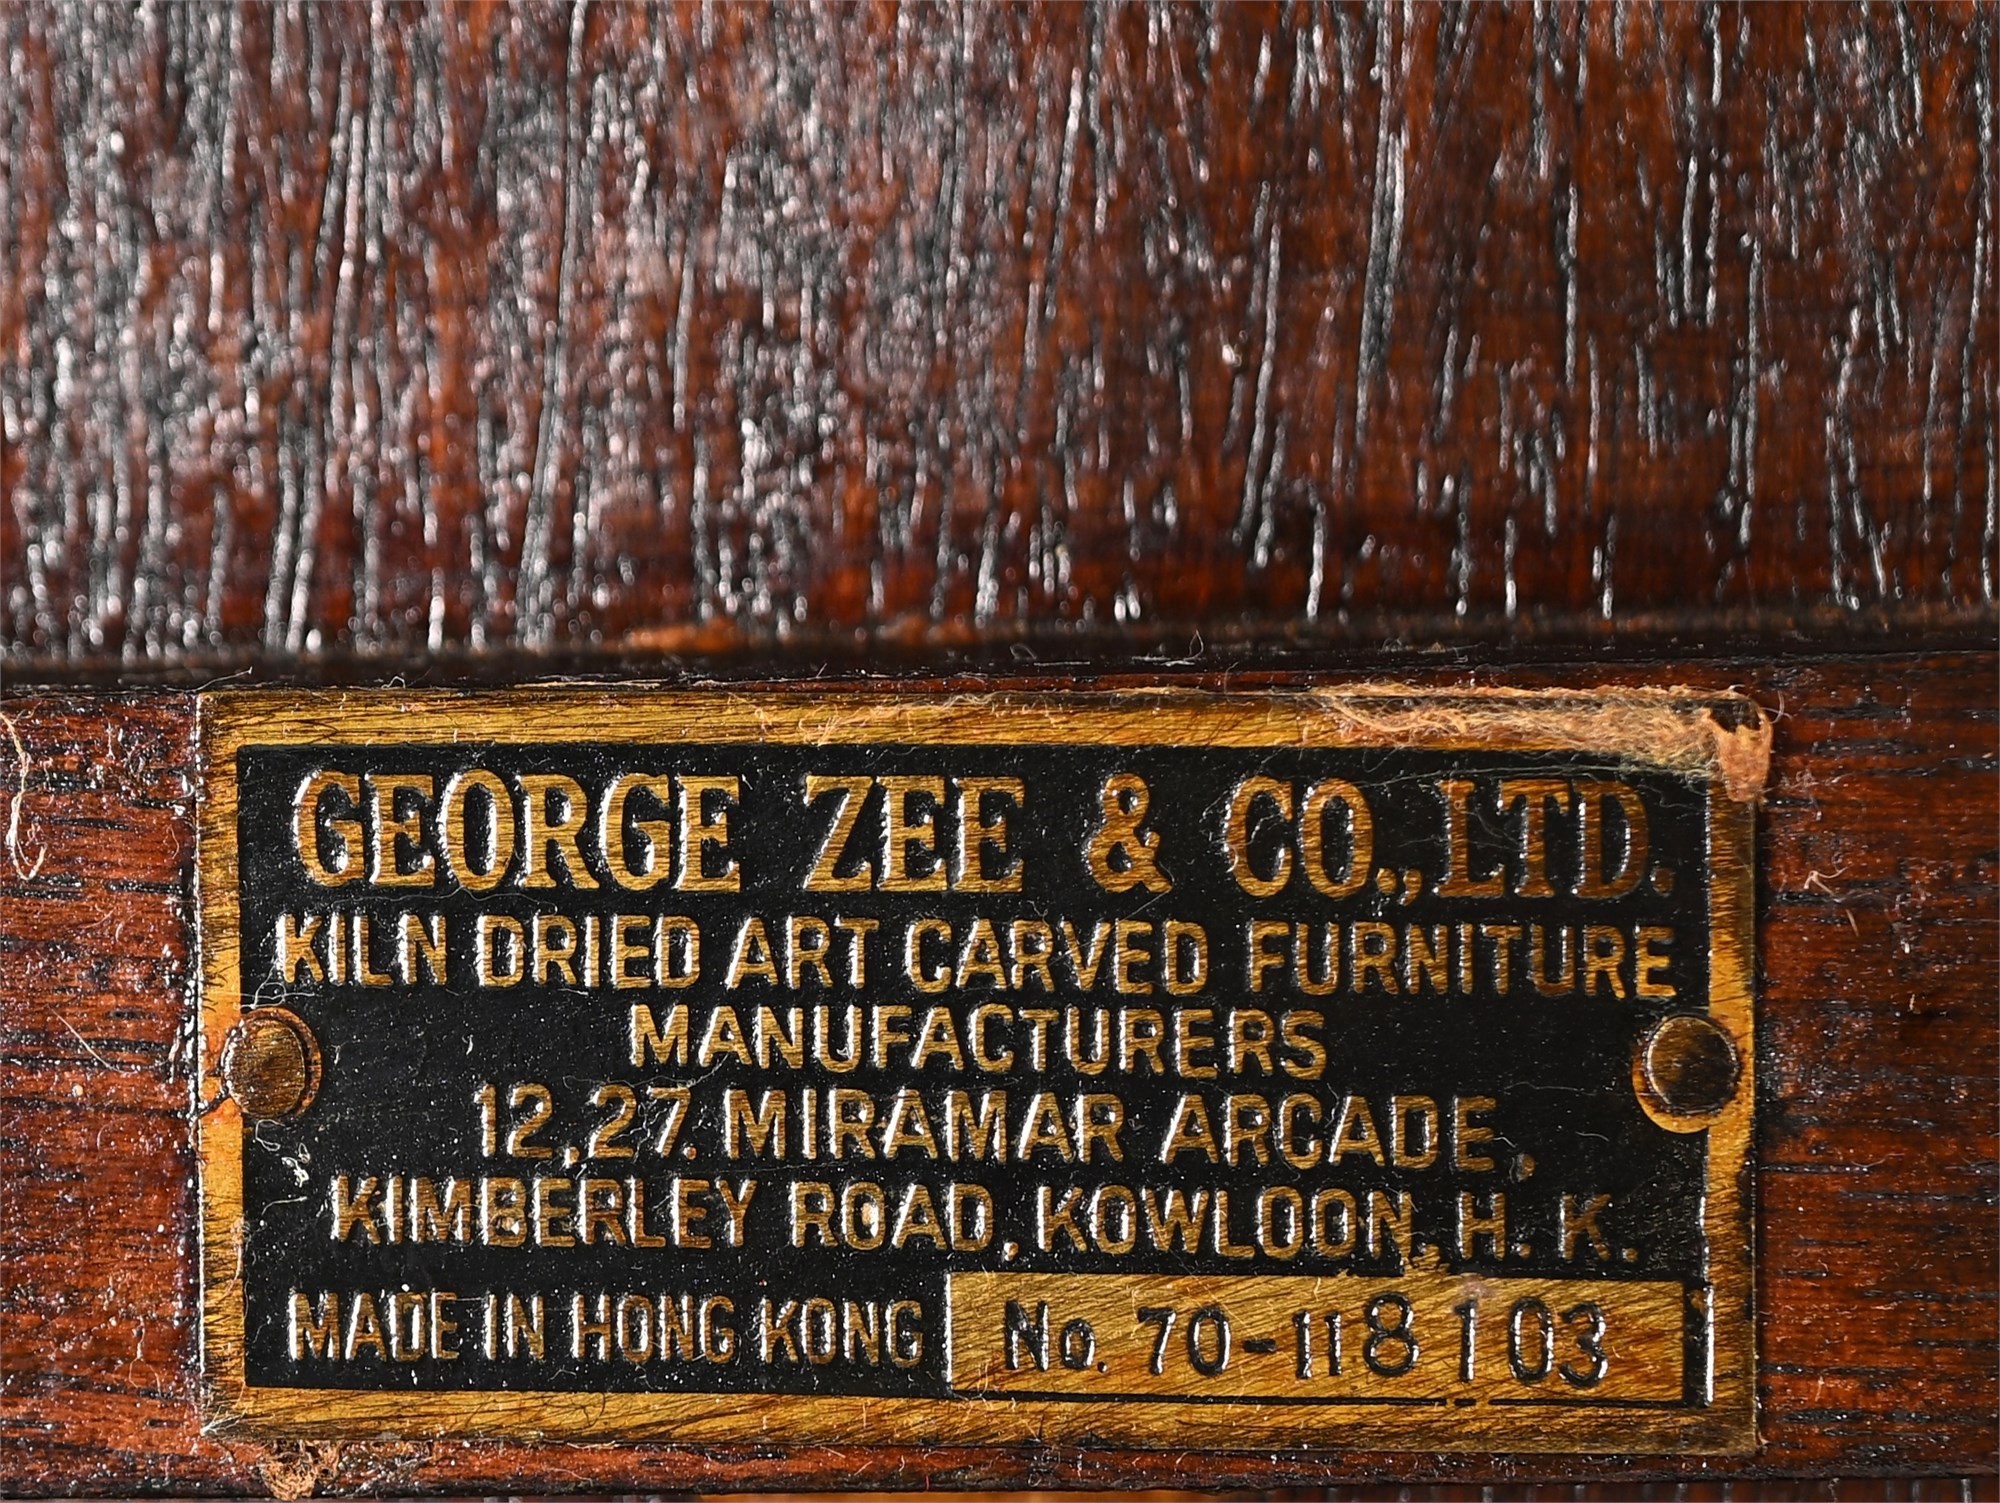 GEORGE ZEE & CO., LTD.
KILN DRIED ART CARVED FURNITURE
MANUFACTURERS
12,27. MIRAMAR ARCADE,
KIMBERLEY ROAD, KOWLOON, H. K.
MADE IN HONG KONG No. 70-118103